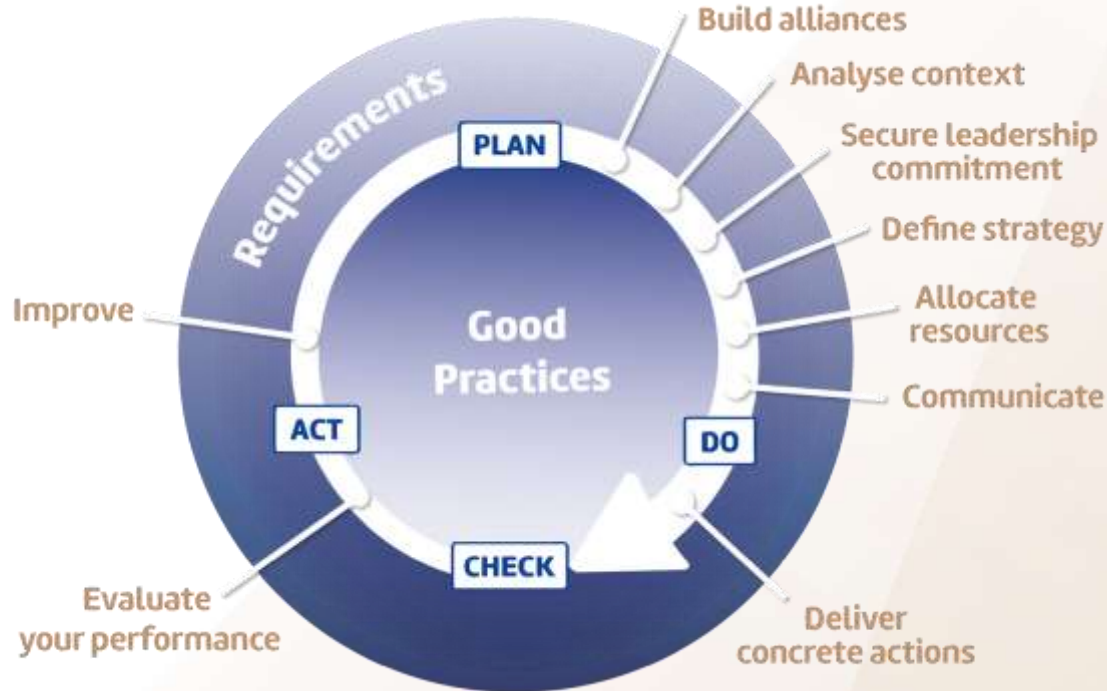 Build alliances
Analyse context
Secure leadership
commitment
Define strategy
Allocate
resources
Communicate
Deliver
concrete actions
Evaluate
your performance
Improve
Requirements
PLAN
DO
CHECK
ACT
Good
Practices